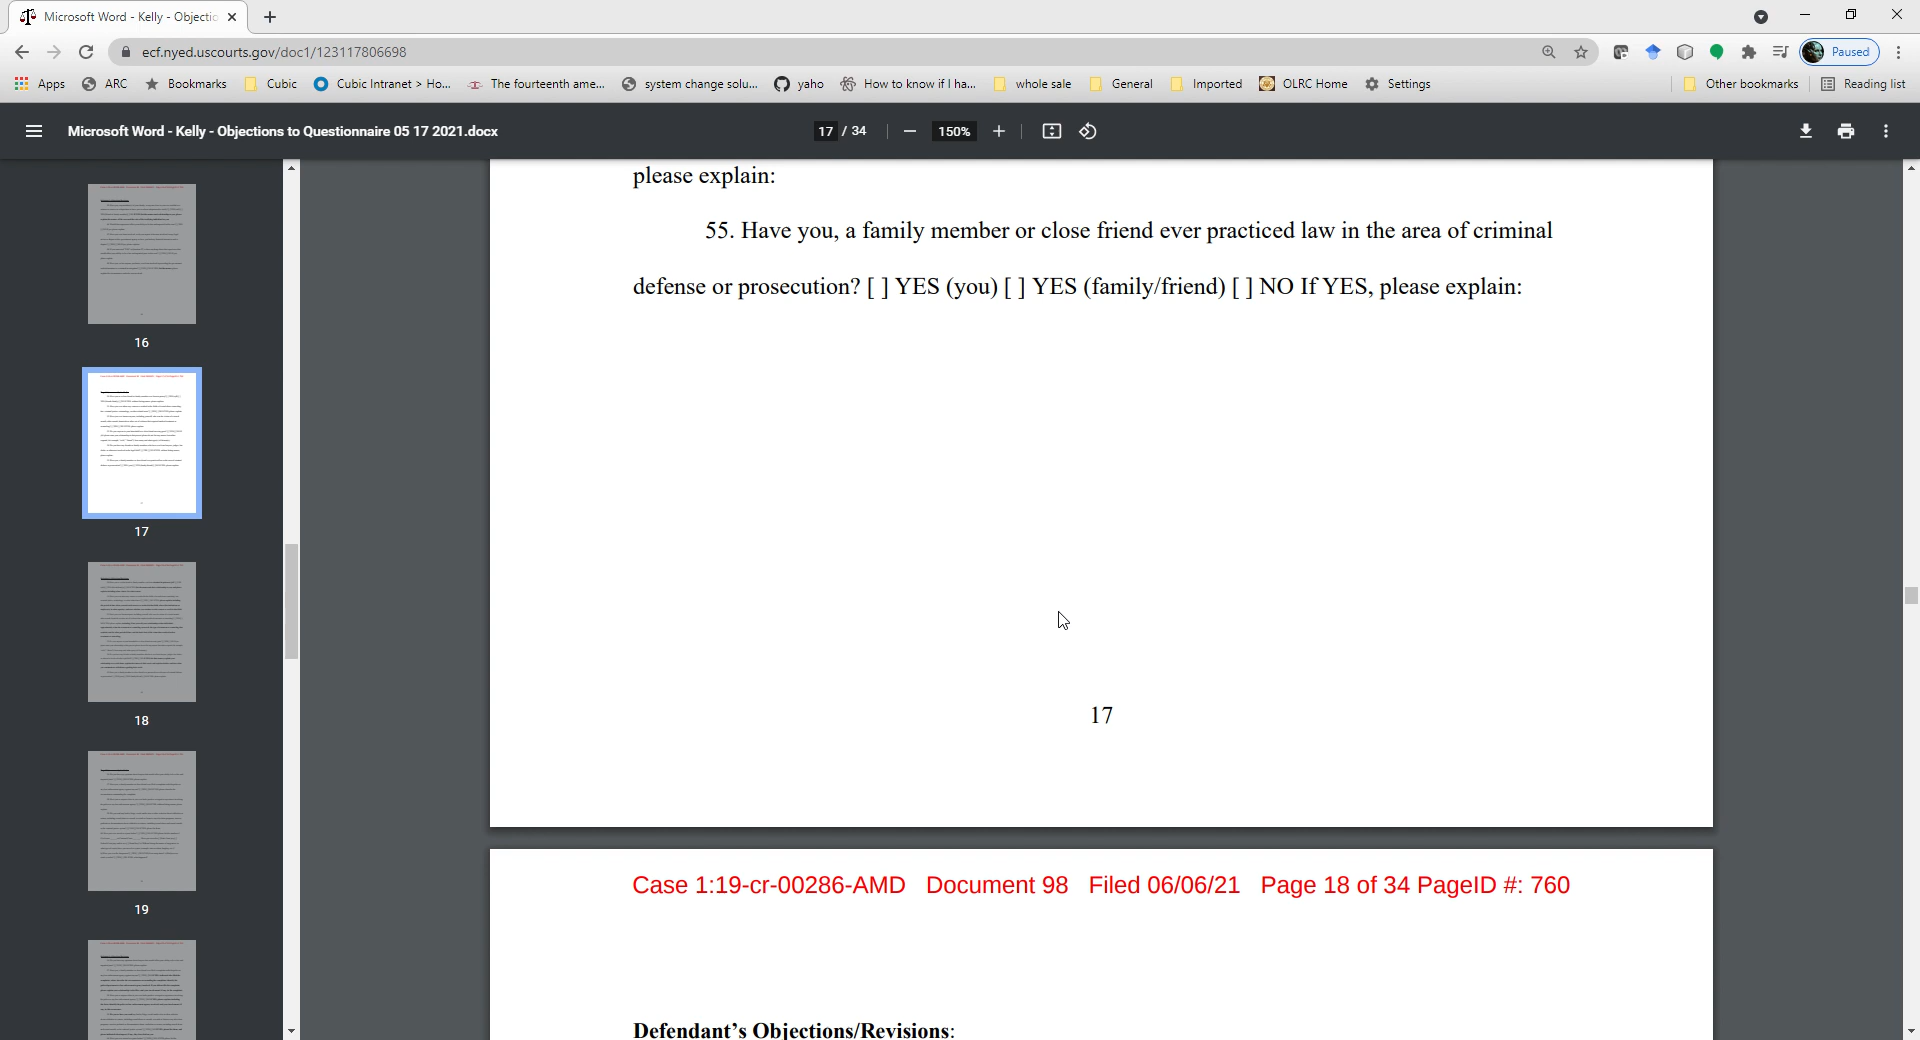 Microsoft Word - Kelly - Objectio
ecf.nyed.uscourts.gov/doc1/123117806698
Paused
Apps ARC Bookmarks Cubic Cubic Intranet > Ho... The fourteenth ame... system change solu... yaho How to know if I ha... whole sale General Imported OLRC Home Settings Other bookmarks Reading list
Microsoft Word - Kelly - Objections to Questionnaire 05 17 2021.docx 17 / 34 150%
please explain:
55. Have you, a family member or close friend ever practiced law in the area of criminal
defense or prosecution? [ ] YES (you) [ ] YES (family/friend) [ ] NO If YES, please explain:
17
Case 1:19-cr-00286-AMD Document 98 Filed 06/06/21 Page 18 of 34 PageID #: 760
Defendant's Objections/Revisions:
16
17
18
19